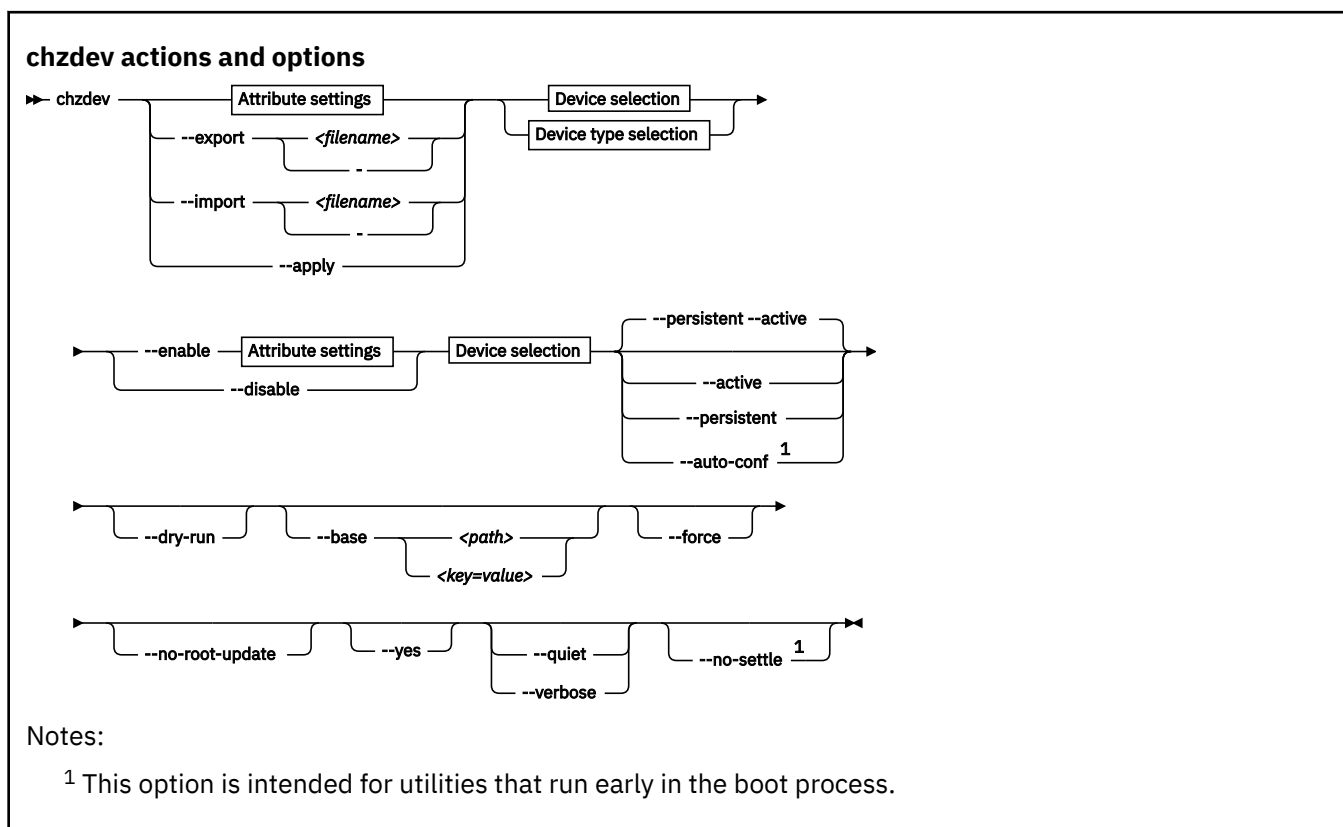 chzdev actions and options
chzdev Attribute settings Device selection
Device type selection
--export <filename>
-
--import <filename>
-
--apply
--persistent --active
--enable Attribute settings Device selection
--active
--disable
--persistent
--auto-conf 1
--dry-run --base <path> --force
<key=value>
--no-root-update --yes --quiet --no-settle 1
--verbose
Notes:
1 This option is intended for utilities that run early in the boot process.